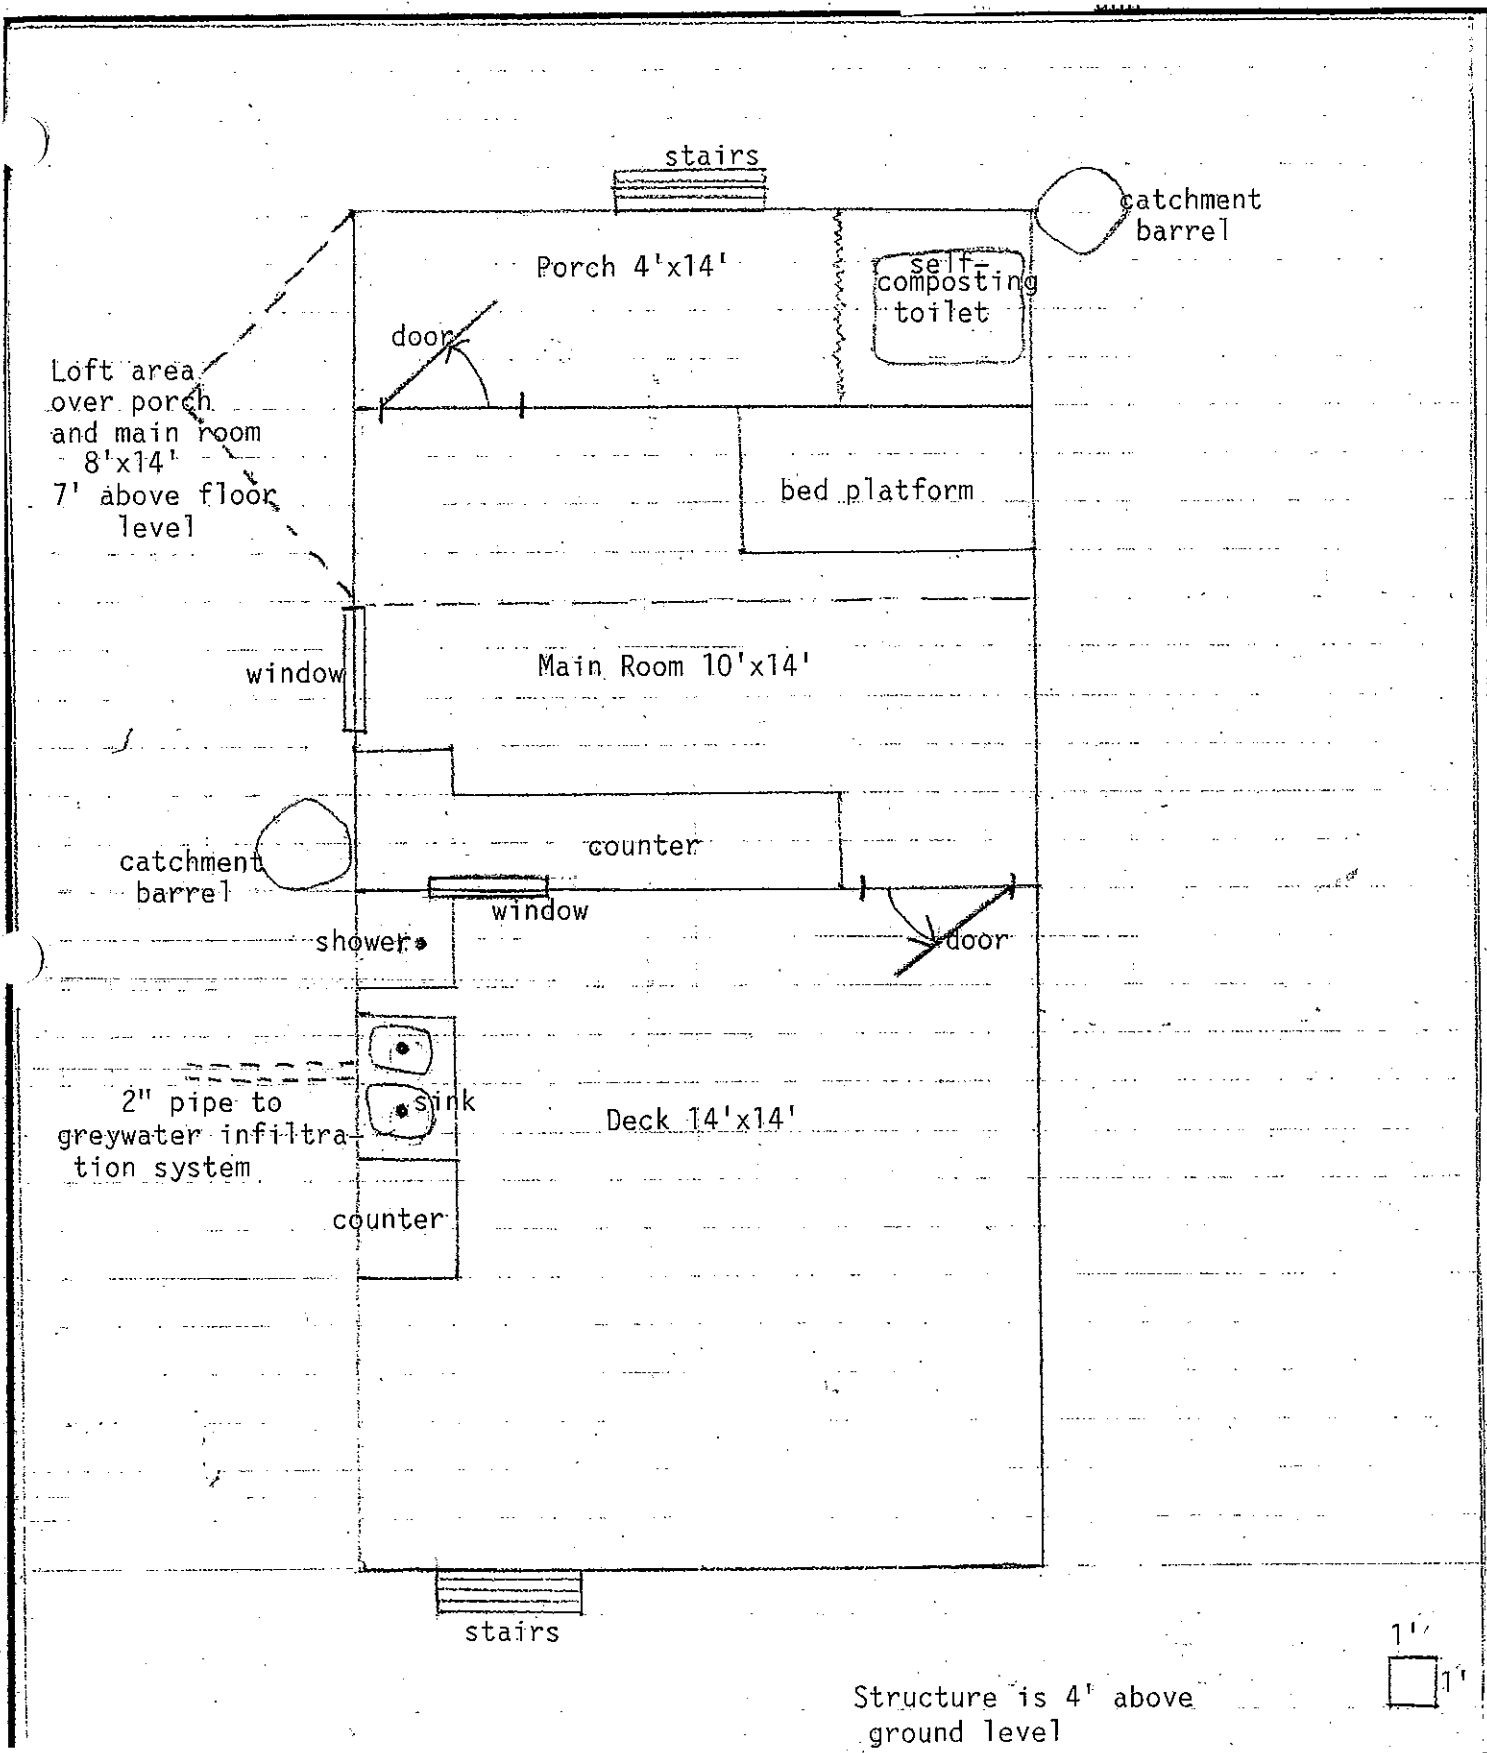 stairs
catchment
barrel
Porch 4'x14'
self-
composting
toilet
door
Loft area
over porch
and main room
8'x14'
7' above floor
level
bed platform
window
Main Room 10'x14'
catchment
barrel
counter
window
shower
door
2" pipe to
greywater infiltra-
tion system
sink
Deck 14'x14'
counter
stairs
Structure is 4' above
ground level
1'
1'